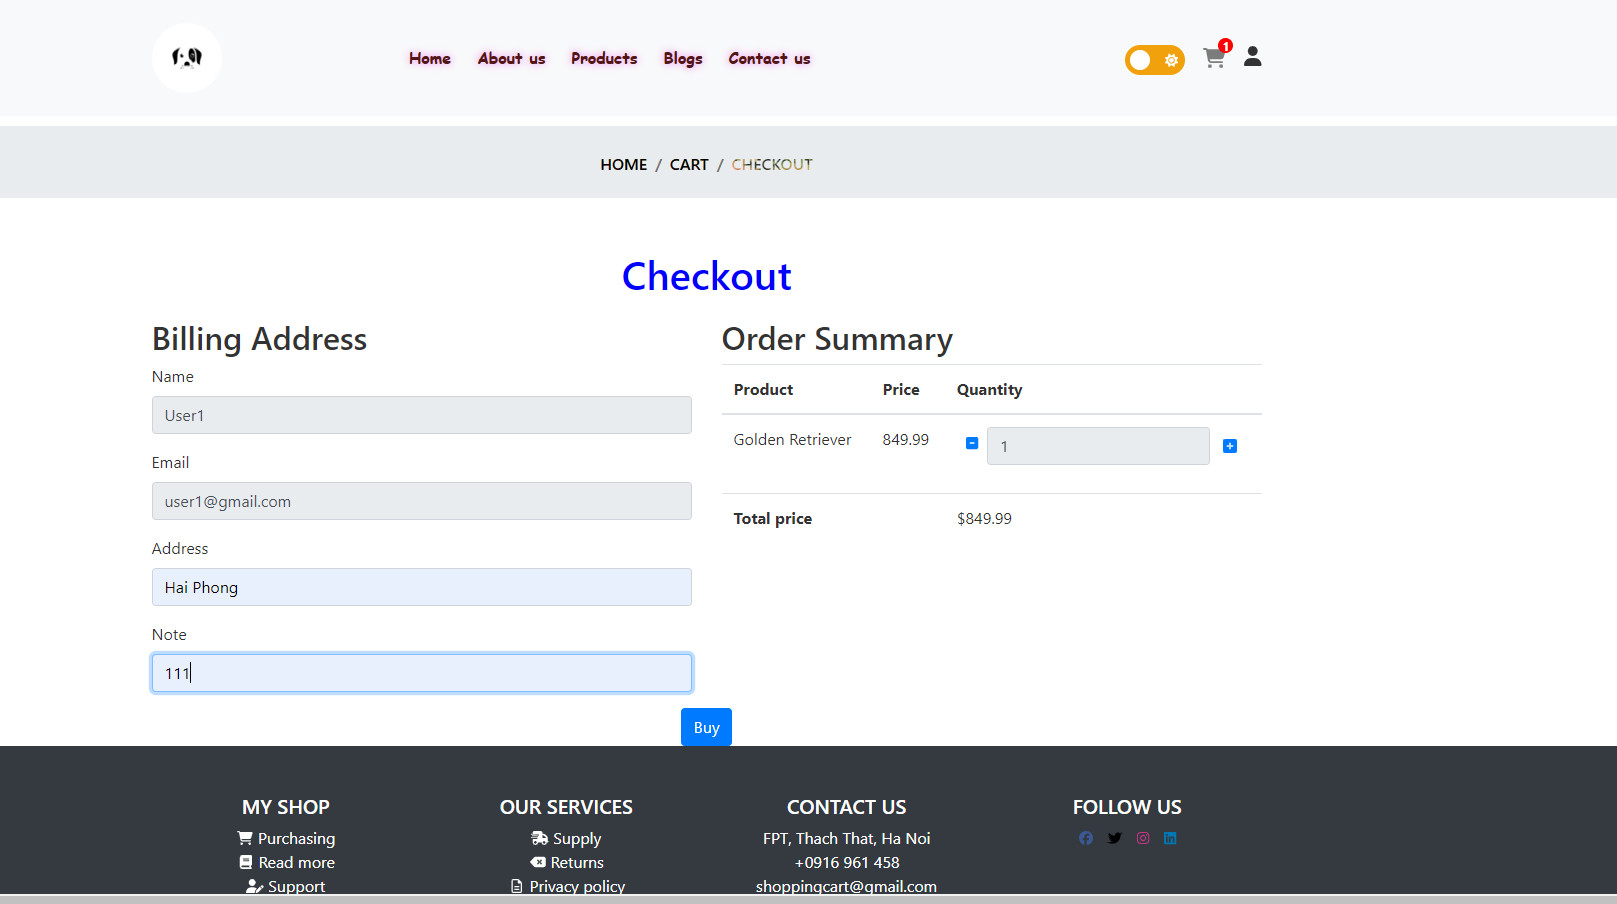 Home About us Products Blogs Contact us 1
HOME / CART / CHECKOUT
Checkout
Billing Address
Name
User1
Email
user1@gmail.com
Address
Hai Phong
Note
111
Order Summary
Product Price Quantity
Golden Retriever 849.99 - 1 +
Total price $849.99
Buy
MY SHOP
Purchasing
Read more
Support
OUR SERVICES
Supply
Returns
Privacy policy
CONTACT US
FPT, Thach That, Ha Noi
+0916 961 458
shoppingcart@gmail.com
FOLLOW US